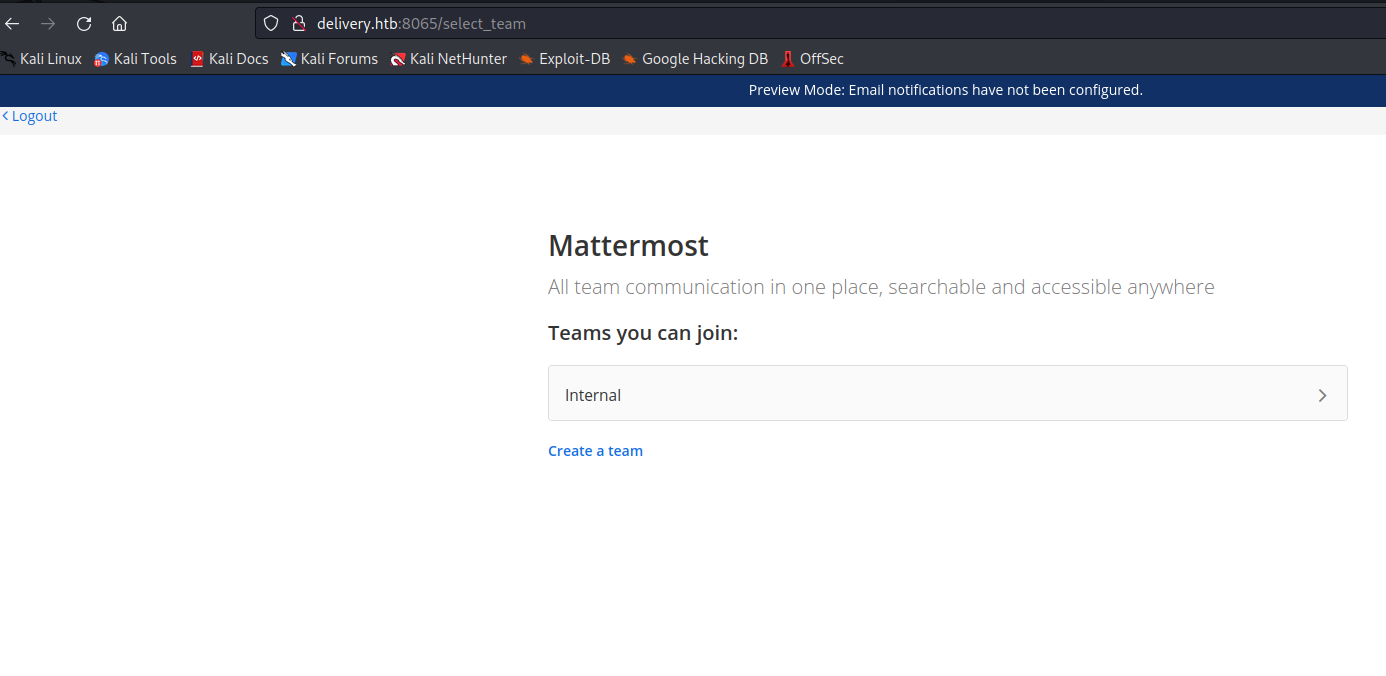 delivery.htb:8065/select_team
Kali Linux Kali Tools Kali Docs Kali Forums Kali NetHunter Exploit-DB Google Hacking DB OffSec
Preview Mode: Email notifications have not been configured.
Logout
Mattermost
All team communication in one place, searchable and accessible anywhere
Teams you can join:
Internal
Create a team